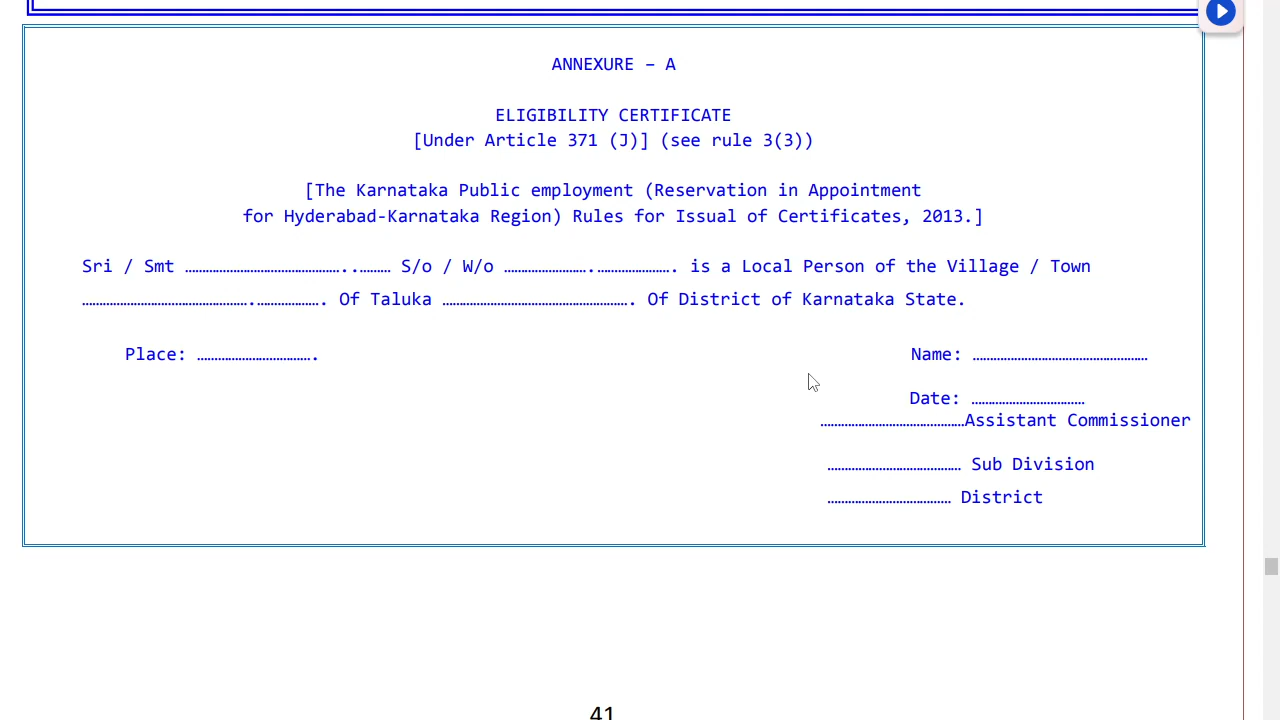 ANNEXURE – A
ELIGIBILITY CERTIFICATE
[Under Article 371 (J)] (see rule 3(3))
[The Karnataka Public employment (Reservation in Appointment
for Hyderabad-Karnataka Region) Rules for Issual of Certificates, 2013.]
Sri / Smt ………………………………………..……… S/o / W/o …………………….…………………. is a Local Person of the Village / Town
………………………………………….………………. Of Taluka ………………………………………………. Of District of Karnataka State.
Place: …………………………….
Name: ……………………………………………
Date: ……………………………
……………………………………Assistant Commissioner
………………………………… Sub Division
……………………………… District
41